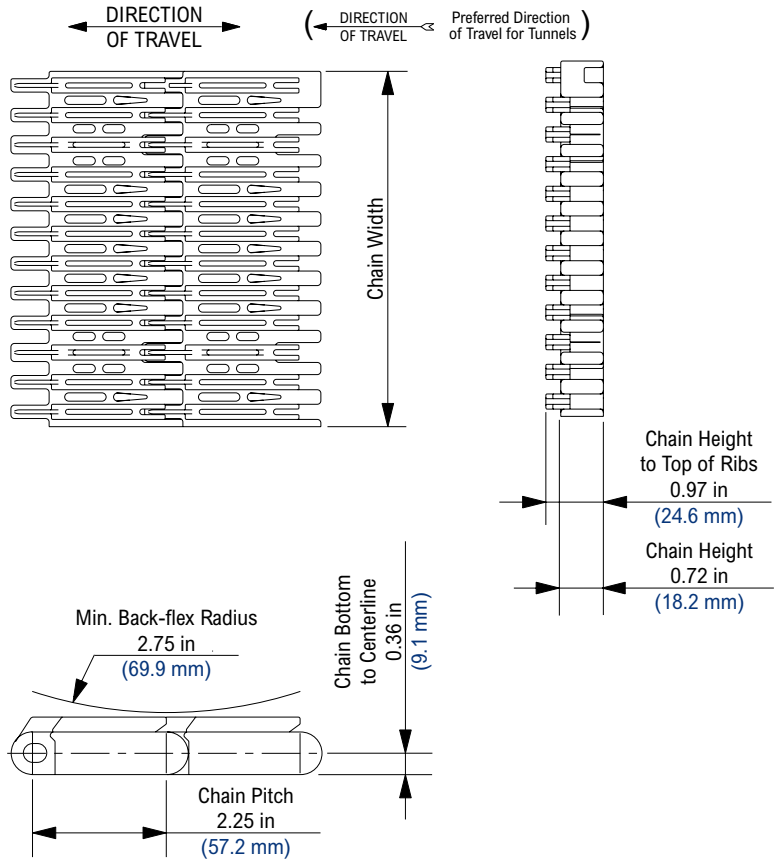 DIRECTION
OF TRAVEL
( DIRECTION
OF TRAVEL
Preferred Direction
of Travel for Tunnels )
Chain Width
Chain Height
to Top of Ribs
0.97 in
(24.6 mm)
Chain Height
0.72 in
(18.2 mm)
Chain Bottom
to Centerline
0.36 in
(9.1 mm)
Min. Back-flex Radius
2.75 in
(69.9 mm)
Chain Pitch
2.25 in
(57.2 mm)